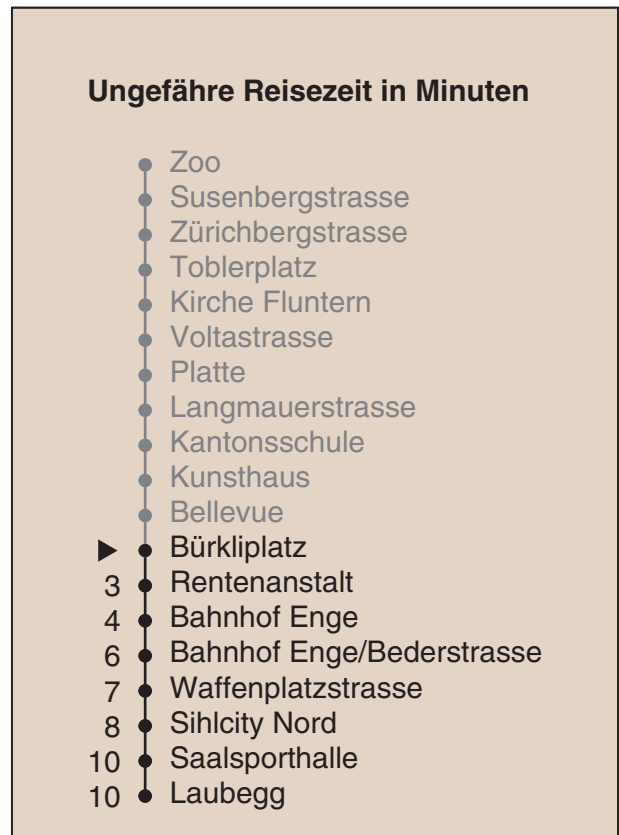 Ungefähre Reisezeit in Minuten
Zoo
Susenbergstrasse
Zürichbergstrasse
Toblerplatz
Kirche Fluntern
Voltastrasse
Platte
Langmauerstrasse
Kantonsschule
Kunsthaus
Bellevue
Bürkliplatz
3 Rentenanstalt
4 Bahnhof Enge
6 Bahnhof Enge/Bederstrasse
7 Waffenplatzstrasse
8 Sihlcity Nord
10 Saalsporthalle
10 Laubegg